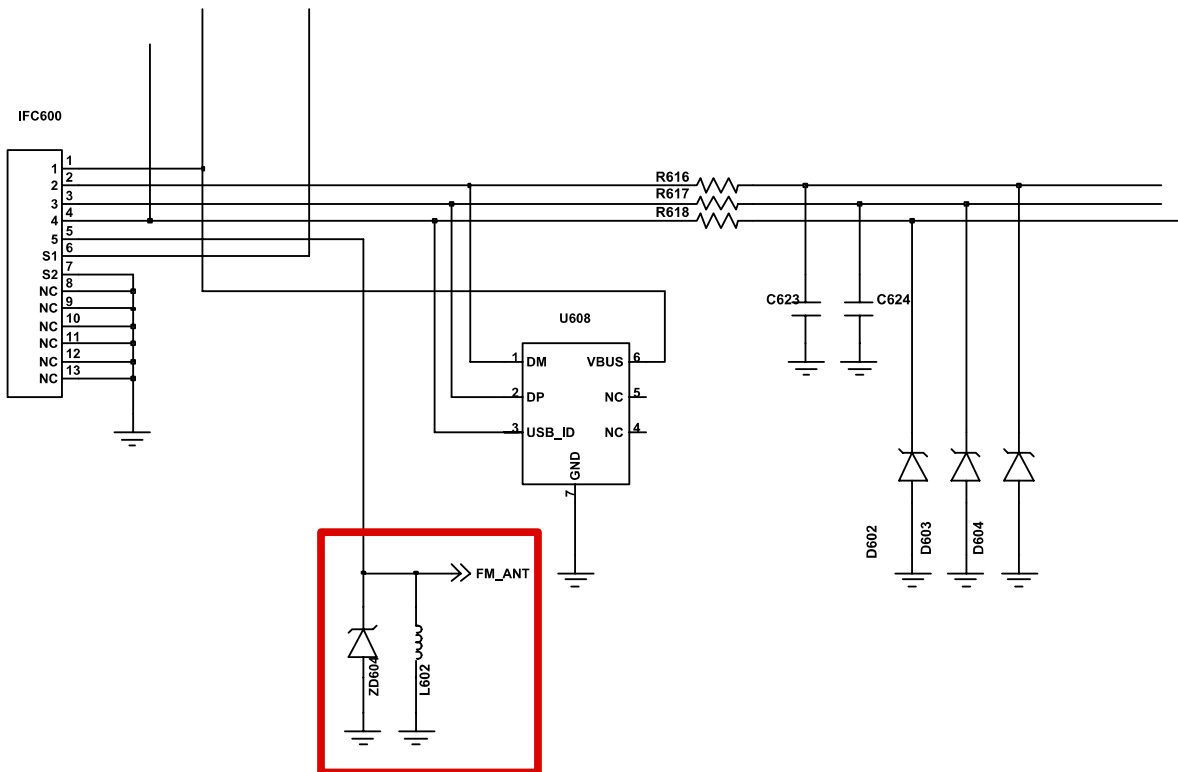 IFC600
1 1
2 2
3 3
4 4
5 5
S1 6
S2 7
NC 8
NC 9
NC 10
NC 11
NC 12
NC 13
R616
R617
R618
C623 C624
U608
1 DM VBUS 6
2 DP NC 5
3 USB_ID NC 4
GND
7
D602
D603
D604
FM_ANT
ZD604
L602